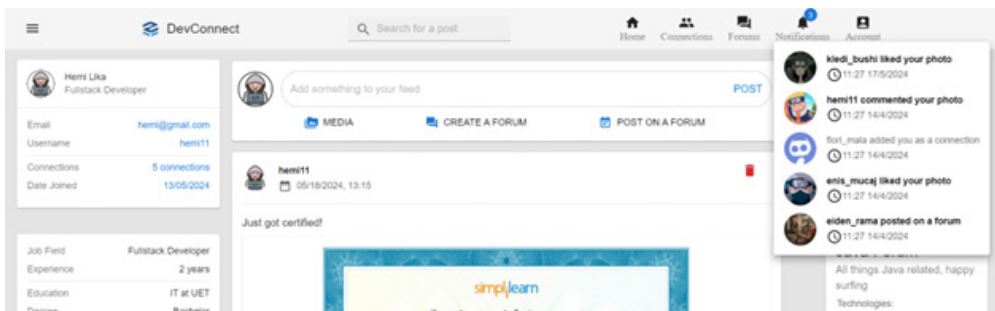 DevConnect
Search for a post
Home
Connections
Forums
Notifications
3
Account
Hemi Lika
Fullstack Developer
Email hemi@gmail.com
Username hemi11
Connections 5 connections
Date Joined 13/05/2024
Job Field Fullstack Developer
Experience 2 years
Education IT at UET
Add something to your feed
POST
MEDIA
CREATE A FORUM
POST ON A FORUM
hemi11
05/18/2024, 13:15
Just got certified!
simplilearn
kledi_bushi liked your photo
11:27 17/5/2024
hemi11 commented your photo
11:27 14/4/2024
fiori_mala added you as a connection
11:27 14/4/2024
enis_mucaj liked your photo
11:27 14/4/2024
eiden_rama posted on a forum
11:27 14/4/2024
All things Java related, happy
surfing
Technologies: